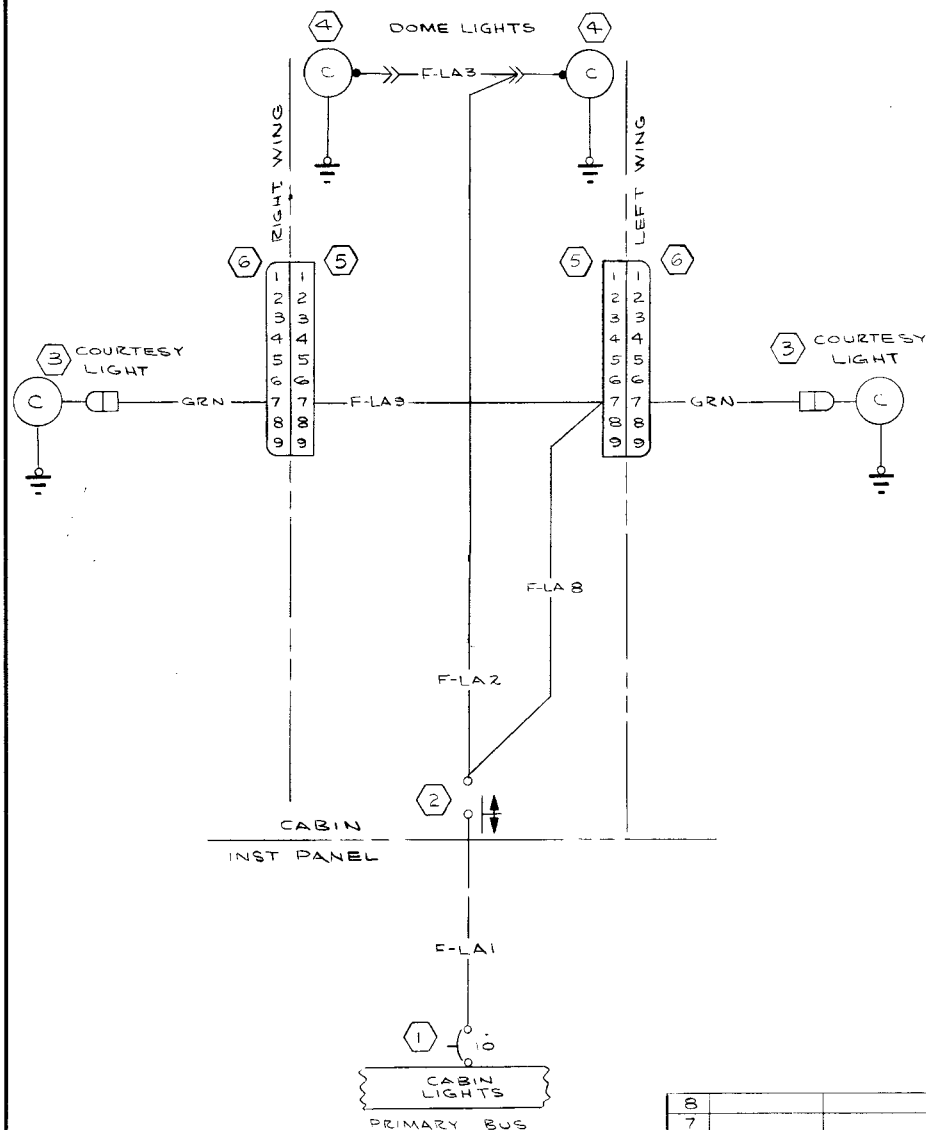 4 DOME LIGHTS 4
C F-LA3 C
RIGHT WING
LEFT WING
6 5 5 6
1 1 1 1
2 2 2 2
3 3 3 3
4 4 4 4
5 5 5 5
6 6 6 6
7 7 7 7
8 8 8 8
9 9 9 9
3 COURTESY LIGHT
C GRN F-LA9 GRN C
3 COURTESY LIGHT
F-LA8
F-LA2
2
CABIN
INST PANEL
F-LA1
1 10
CABIN
LIGHTS
PRIMARY BUS
8
7